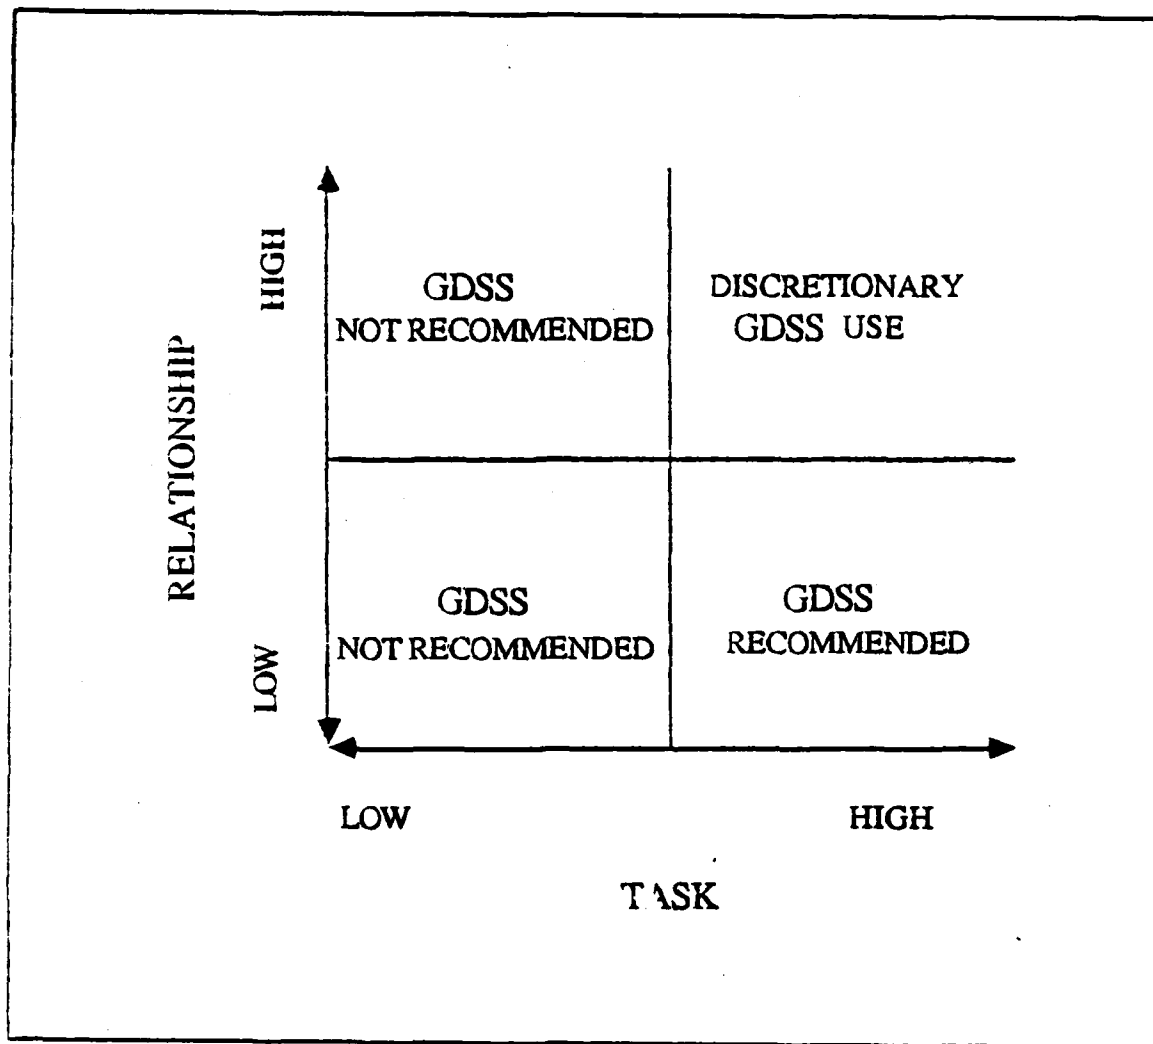 HIGH
GDSS
NOT RECOMMENDED
DISCRETIONARY
GDSS USE
RELATIONSHIP
LOW
GDSS
NOT RECOMMENDED
GDSS
RECOMMENDED
LOW
HIGH
TASK